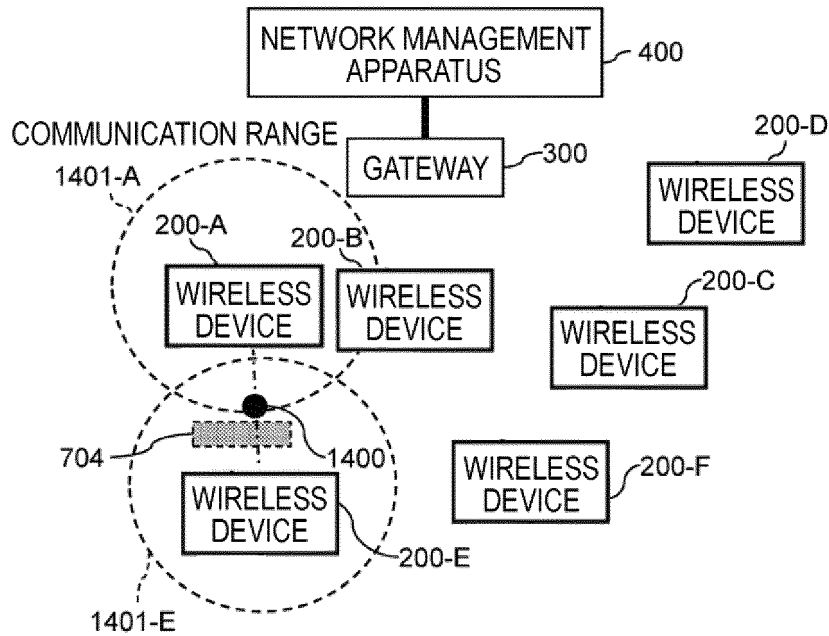 NETWORK MANAGEMENT
APPARATUS
400
COMMUNICATION RANGE
GATEWAY
300
200-D
1401-A
WIRELESS
DEVICE
200-A
200-B
WIRELESS
DEVICE
WIRELESS
DEVICE
200-C
WIRELESS
DEVICE
704
1400
WIRELESS
DEVICE
200-F
WIRELESS
DEVICE
200-E
1401-E